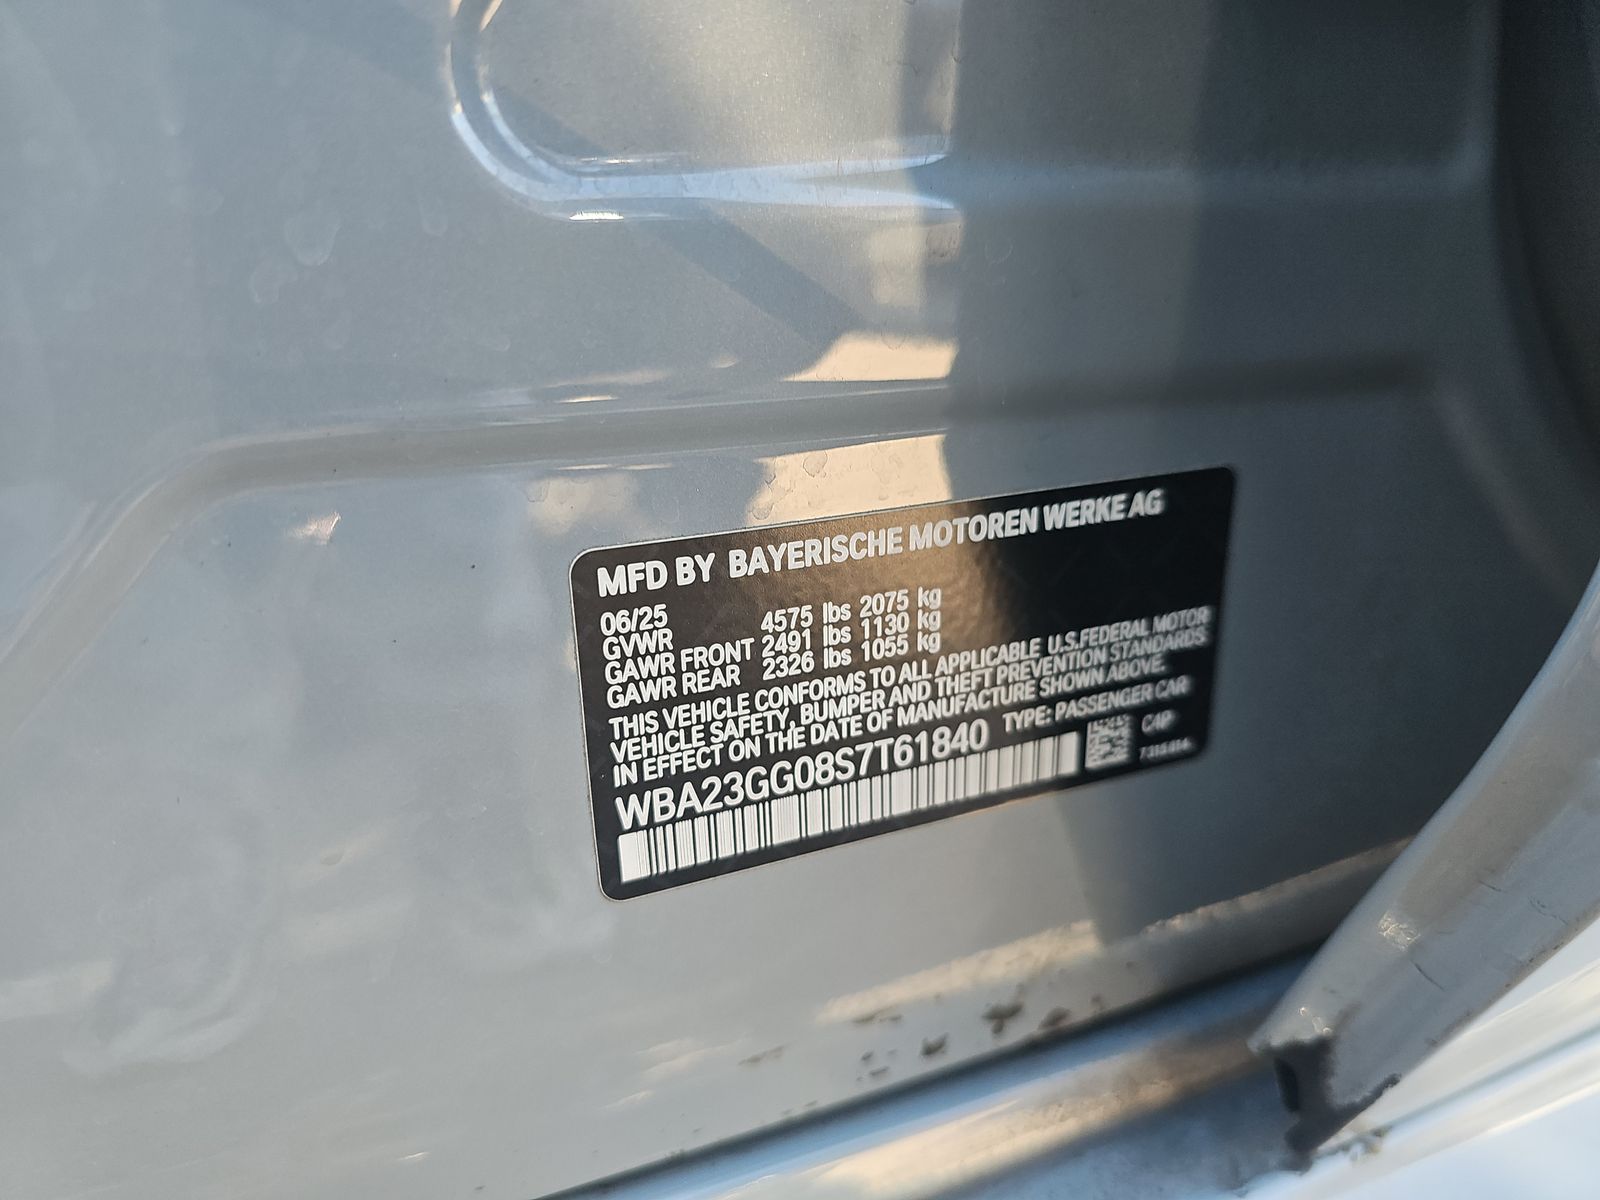 MFD BY BAYERISCHE MOTOREN WERKE AG
06/25
GVWR 4575 lbs 2075 kg
GAWR FRONT 2491 lbs 1130 kg
GAWR REAR 2326 lbs 1055 kg
THIS VEHICLE CONFORMS TO ALL APPLICABLE U.S.FEDERAL MOTOR
VEHICLE SAFETY, BUMPER AND THEFT PREVENTION STANDARDS
IN EFFECT ON THE DATE OF MANUFACTURE SHOWN ABOVE.
WBA23GG08S7T61840 TYPE: PASSENGER CAR
C4P